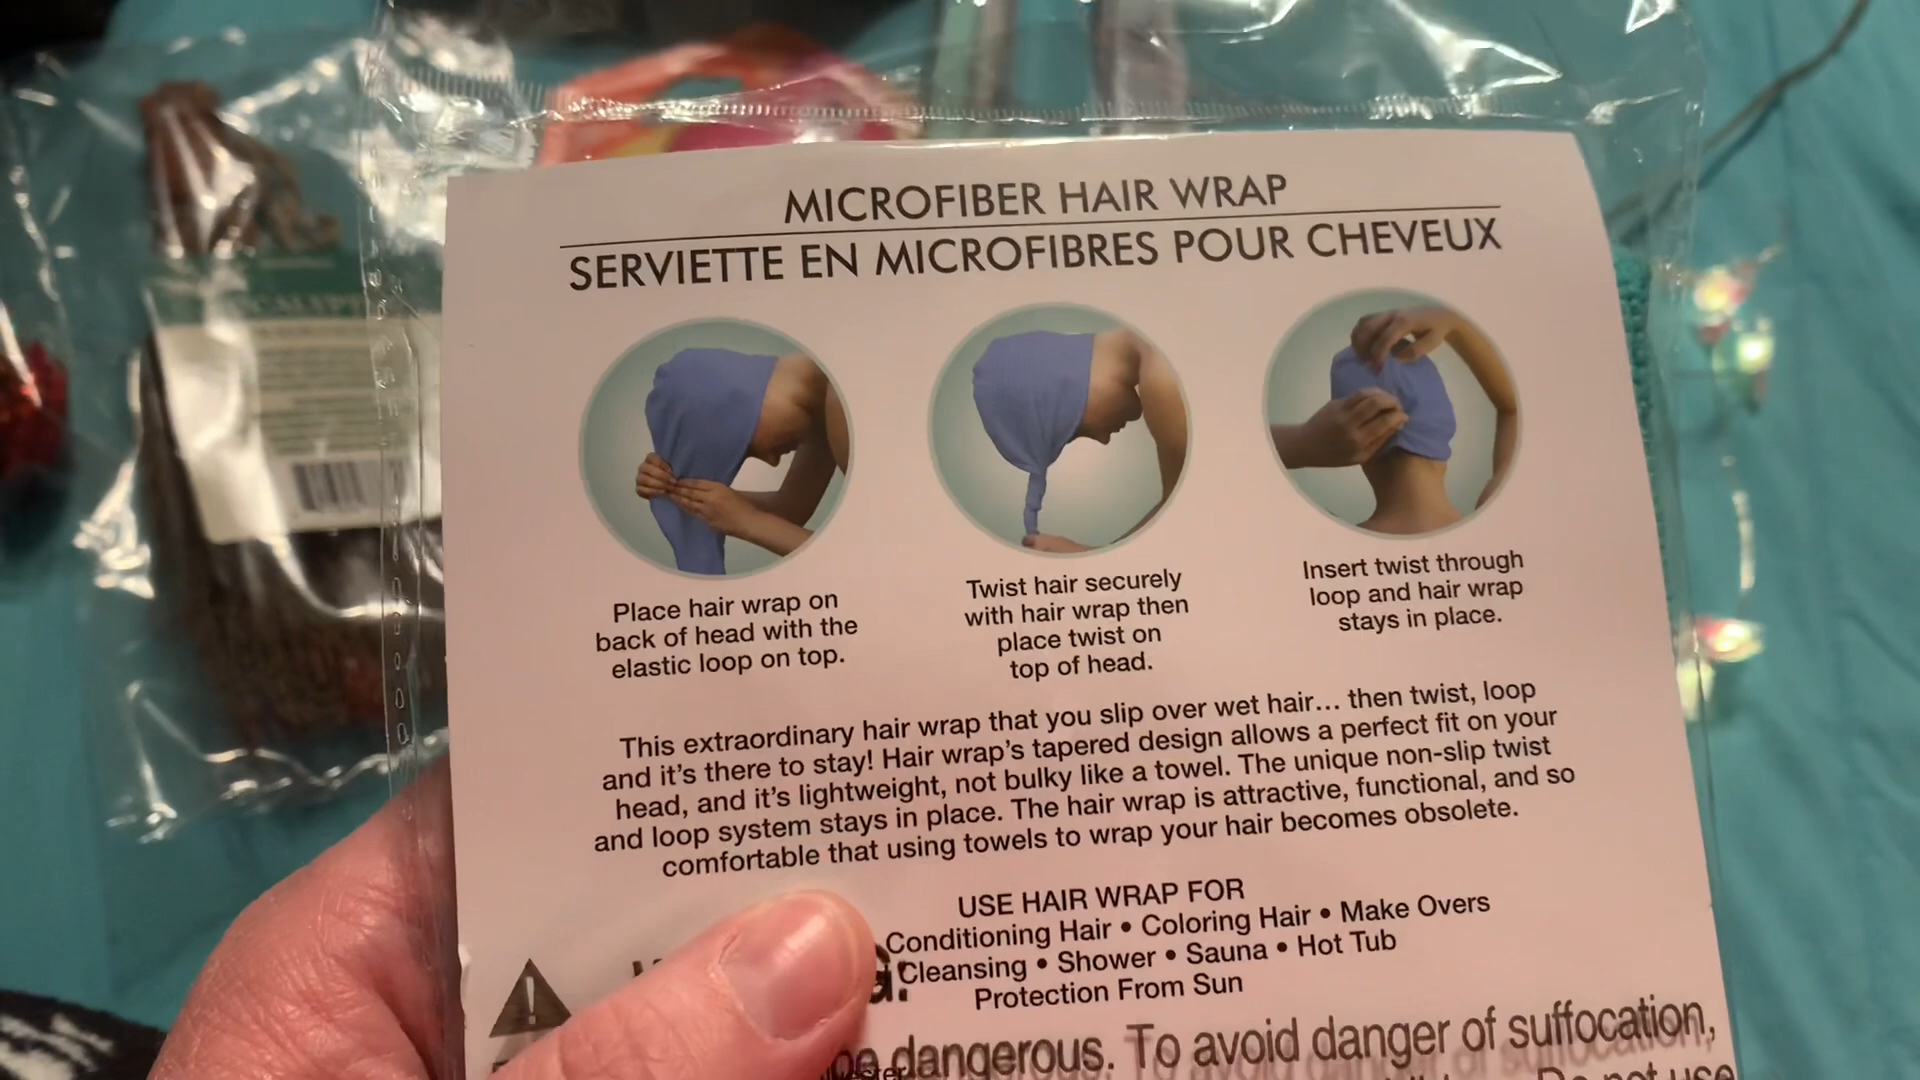 MICROFIBER HAIR WRAP
SERVIETTE EN MICROFIBRES POUR CHEVEUX
Place hair wrap on
back of head with the
elastic loop on top.
Twist hair securely
with hair wrap then
place twist on
top of head.
Insert twist through
loop and hair wrap
stays in place.
This extraordinary hair wrap that you slip over wet hair... then twist, loop
and it's there to stay! Hair wrap's tapered design allows a perfect fit on your
head, and it's lightweight, not bulky like a towel. The unique non-slip twist
and loop system stays in place. The hair wrap is attractive, functional, and so
comfortable that using towels to wrap your hair becomes obsolete.
USE HAIR WRAP FOR
Conditioning Hair • Coloring Hair • Make Overs
Cleansing • Shower • Sauna • Hot Tub
Protection From Sun
be dangerous. To avoid danger of suffocation,
Do not use